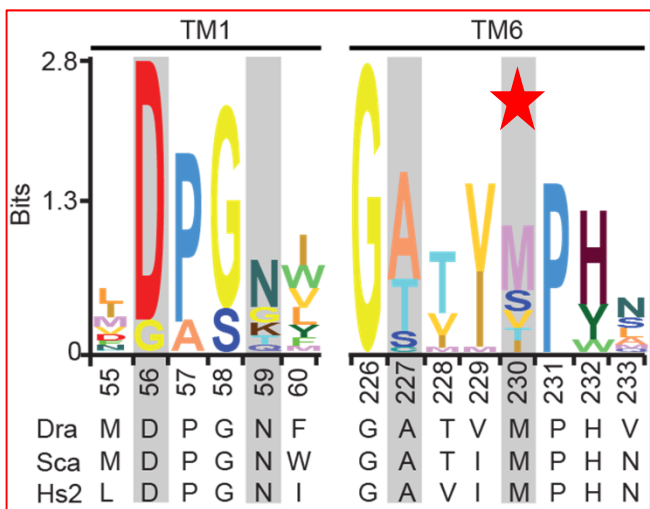 TM1 TM6
2.8
1.3
0
Bits
55 56 57 58 59 60 226 227 228 229 230 231 232 233
Dra M D P G N F G A T V M P H V
Sca M D P G N W G A T I M P H N
Hs2 L D P G N I G A V I M P H N